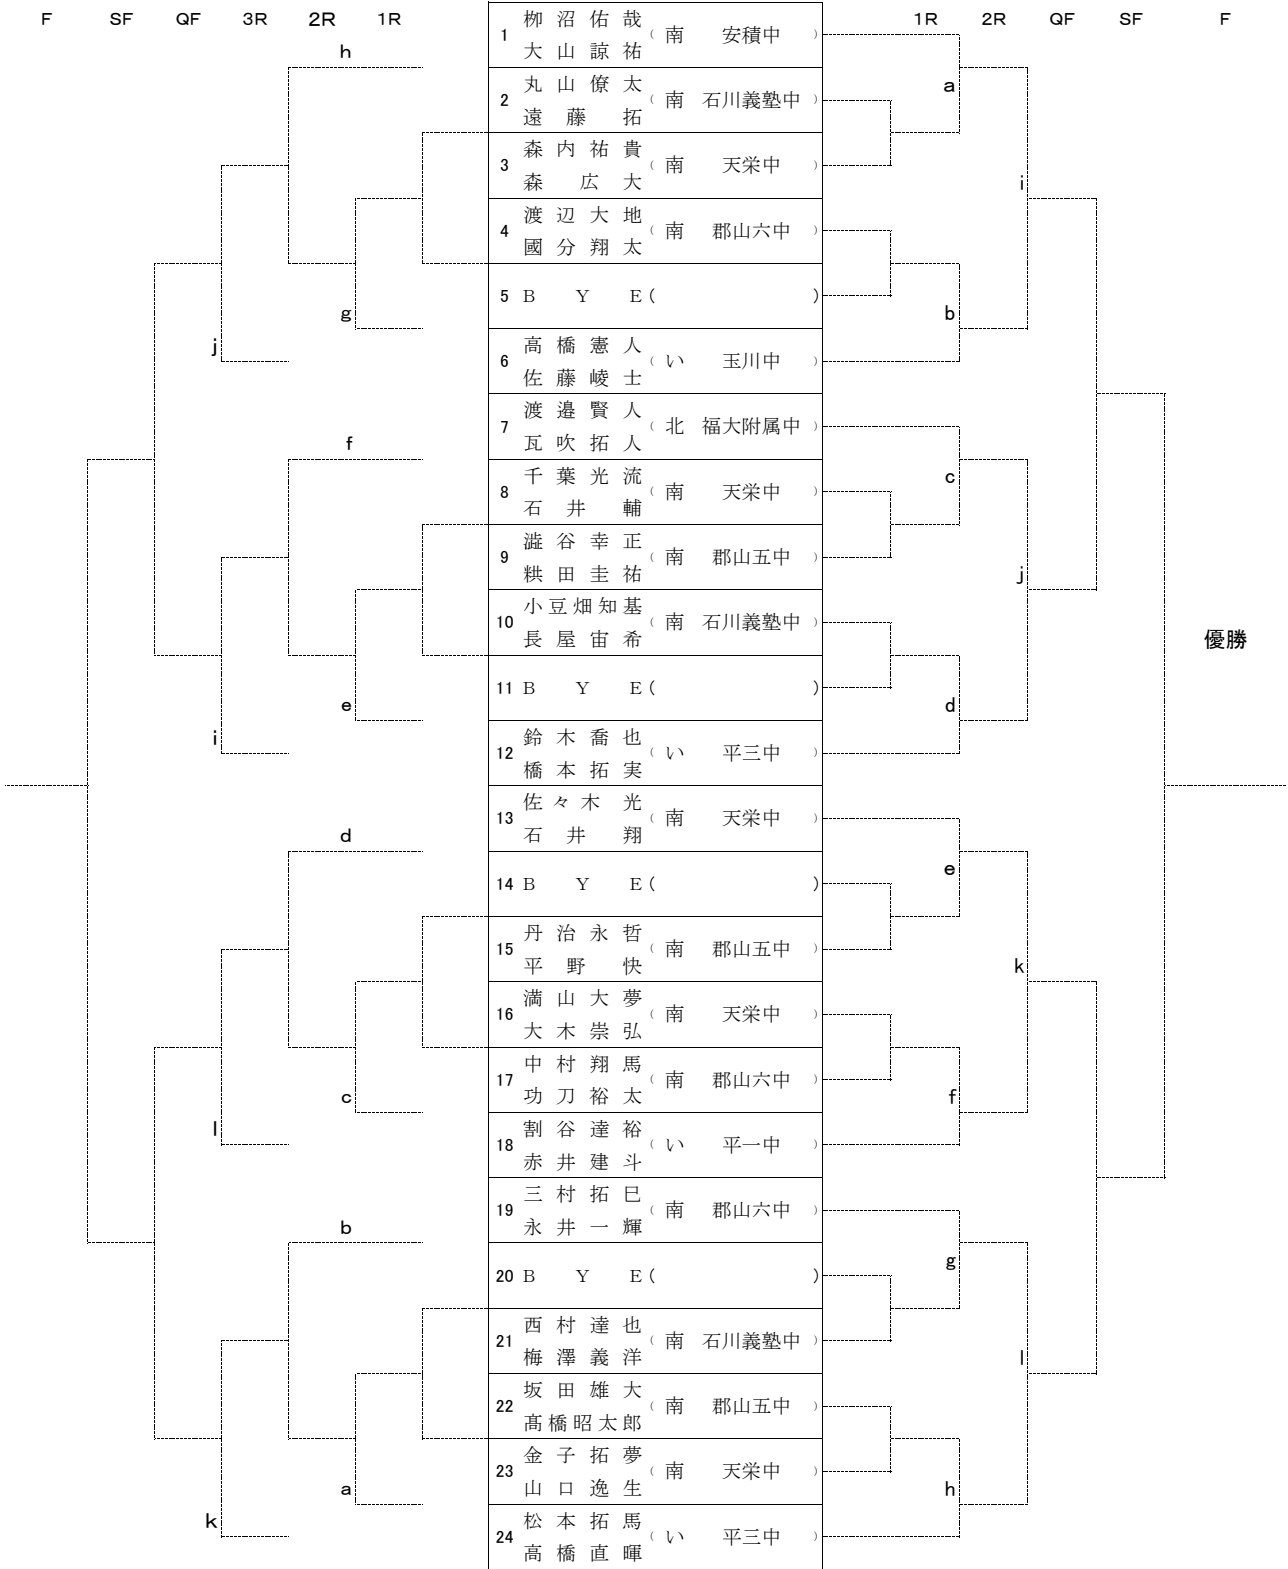 F SF QF 3R 2R 1R 1R 2R QF SF F
1 栁沼佑哉 ( 南 安積中 )
大山諒祐
h
a
2 丸山僚太 ( 南 石川義塾中 )
遠藤拓
3 森内祐貴 ( 南 天栄中 )
森広大
i
4 渡辺大地 ( 南 郡山六中 )
國分翔太
5 B Y E ( )
g
b
j
6 高橋憲人 ( い 玉川中 )
佐藤崚士
7 渡邉賢人 ( 北 福大附属中 )
瓦吹拓人
f
c
8 千葉光流 ( 南 天栄中 )
石井輔
9 澁谷幸正 ( 南 郡山五中 )
粠田圭祐
j
10 小豆畑知基 ( 南 石川義塾中 )
長屋宙希
優勝
11 B Y E ( )
e
d
i
12 鈴木喬也 ( い 平三中 )
橋本拓実
13 佐々木光 ( 南 天栄中 )
石井翔
d
e
14 B Y E ( )
15 丹治永哲 ( 南 郡山五中 )
平野快
k
16 満山大夢 ( 南 天栄中 )
大木崇弘
17 中村翔馬 ( 南 郡山六中 )
功刀裕太
c
f
l
18 割谷達裕 ( い 平一中 )
赤井建斗
19 三村拓巳 ( 南 郡山六中 )
永井一輝
b
g
20 B Y E ( )
21 西村達也 ( 南 石川義塾中 )
梅澤義洋
l
22 坂田雄大 ( 南 郡山五中 )
髙橋昭太郎
23 金子拓夢 ( 南 天栄中 )
山口逸生
a
h
k
24 松本拓馬 ( い 平三中 )
高橋直暉